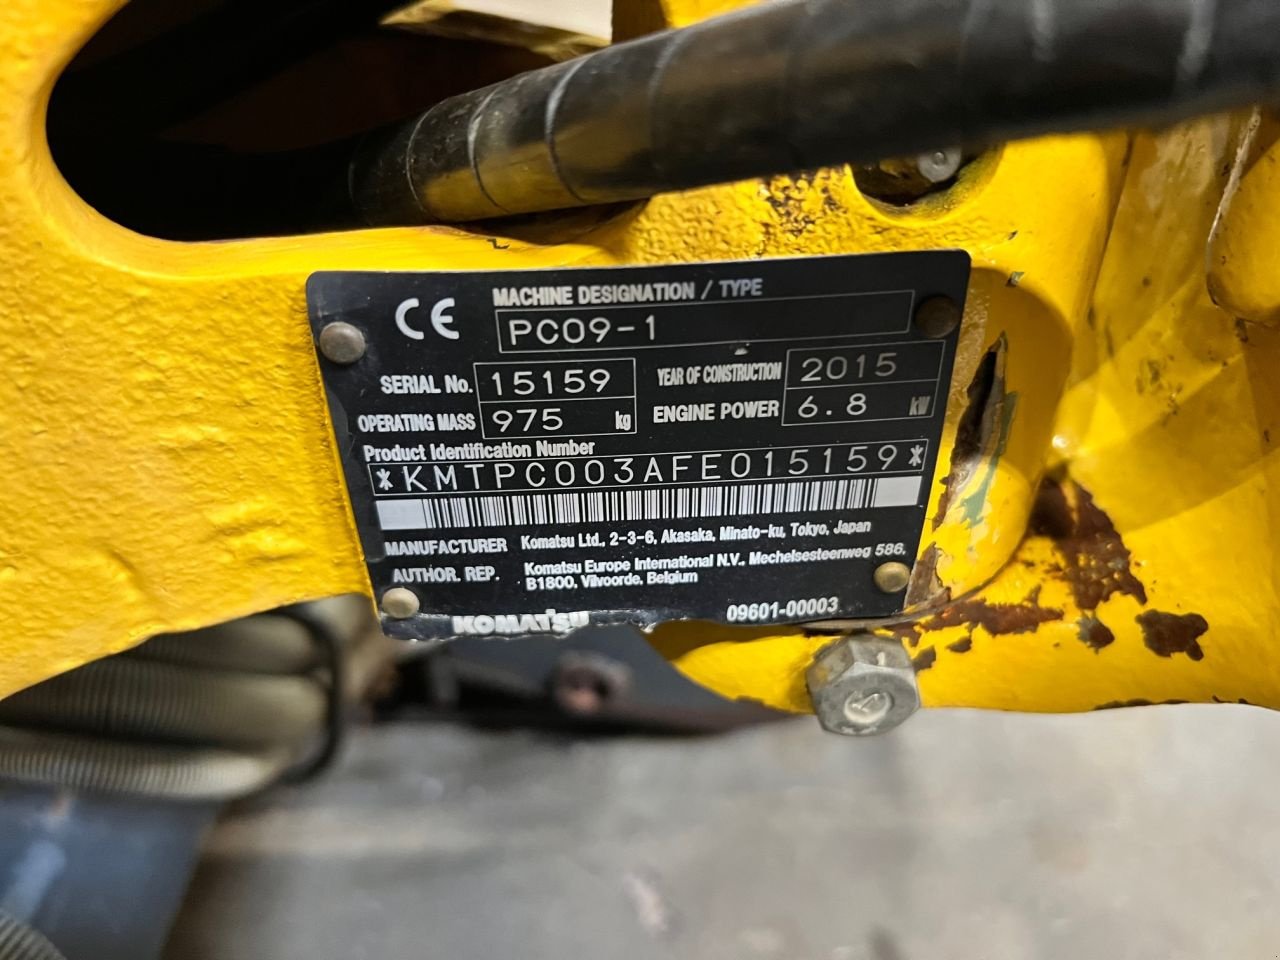 CE
MACHINE DESIGNATION / TYPE
PC09-1
SERIAL No. 15159
YEAR OF CONSTRUCTION 2015
OPERATING MASS 975 kg
ENGINE POWER 6.8 kW
Product Identification Number
*KMTPC003AFE015159*
MANUFACTURER Komatsu Ltd., 2-3-6, Akasaka, Minato-ku, Tokyo, Japan
AUTHOR. REP. Komatsu Europe International N.V., Mechelsesteenweg 586,
B1800, Vilvoorde, Belgium
KOMATSU
09601-00003